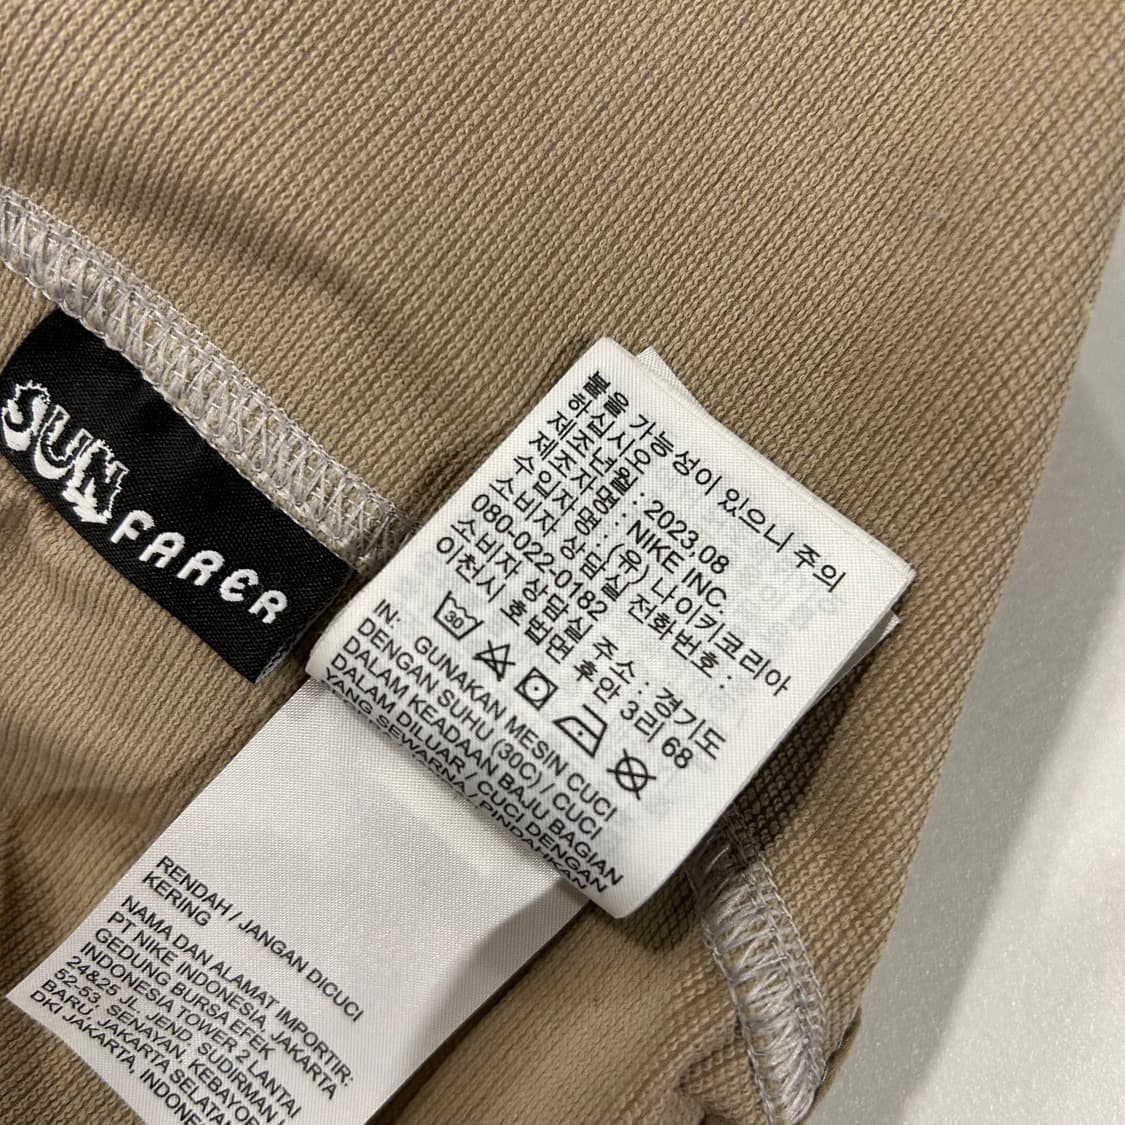 SUN
FARER
불을 가능성이 있으니 주의
하십시오
제조년월 : 2023.08
제조자명 : NIKE INC.
수입자명 : (유) 나이키코리아
소비자 상담실 전화번호 :
080-022-0182
소비자 상담실 주소 : 경기도
이천시 호법면 후안 3리 68
30
IN: GUNAKAN MESIN CUCI
DENGAN SUHU (30C) / CUCI
DALAM KEADAAN BAJU BAGIAN
DALAM DILUAR / CUCI DENGAN
YANG SEWARNA / PINDAHKAN
RENDAH / JANGAN DICUCI
KERING
NAMA DAN ALAMAT IMPORTIR:
PT NIKE INDONESIA, JAKARTA
GEDUNG BURSA EFEK
INDONESIA TOWER 2 LANTAI
24&25 JL. JEND. SUDIRMAN
52-53, SENAYAN, KEBAYOR
BARU, JAKARTA SELATAN
DKI JAKARTA, INDONE